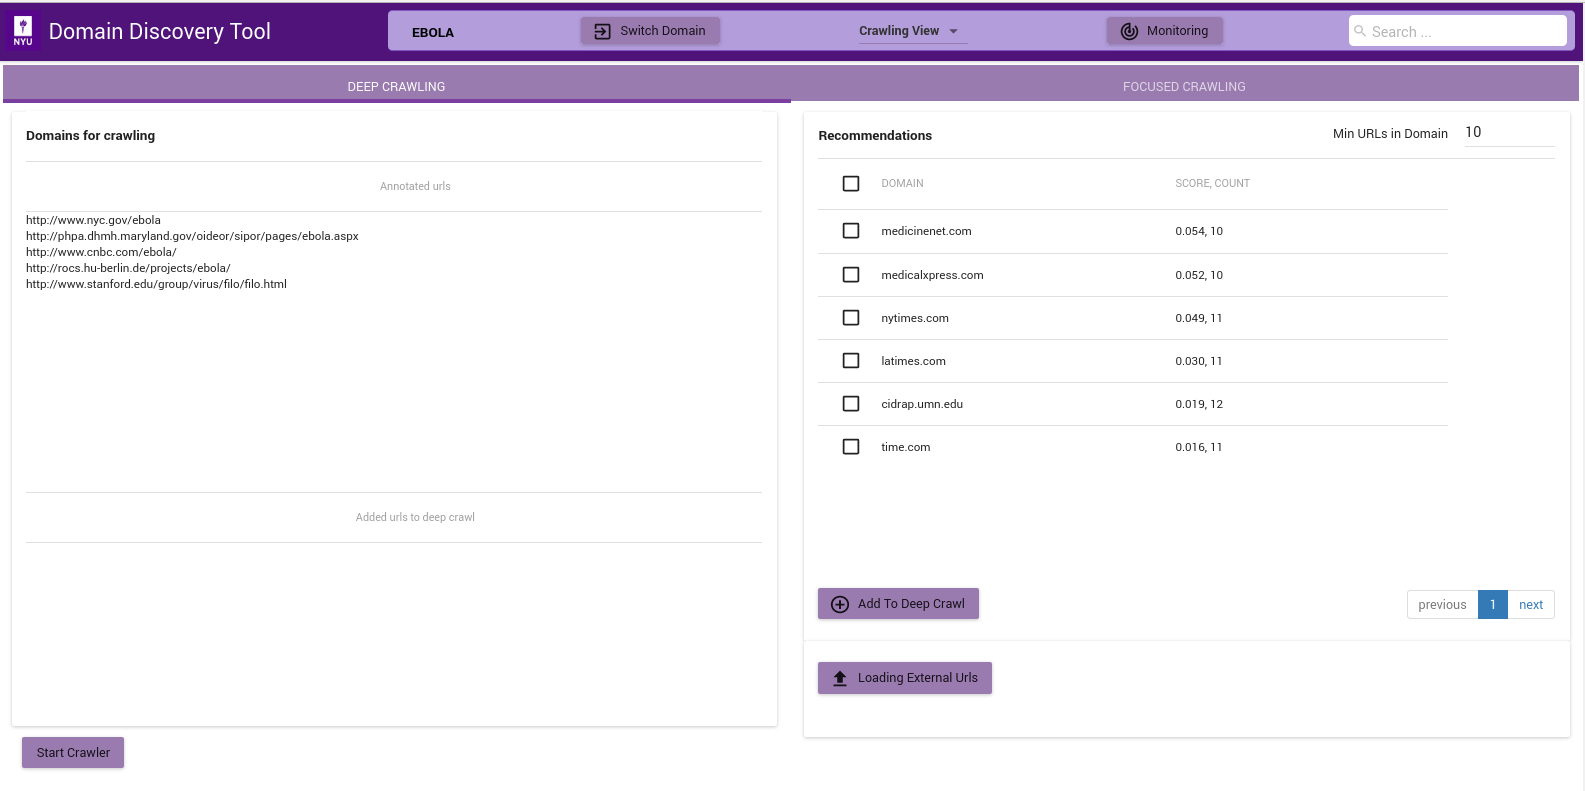 NYU
Domain Discovery Tool
EBOLA
Switch Domain
Crawling View
Monitoring
Search ...
DEEP CRAWLING
FOCUSED CRAWLING
Domains for crawling
Annotated urls
http://www.nyc.gov/ebola
http://phpa.dhmh.maryland.gov/oideor/sipor/pages/ebola.aspx
http://www.cnbc.com/ebola/
http://rocs.hu-berlin.de/projects/ebola/
http://www.stanford.edu/group/virus/filo/filo.html
Added urls to deep crawl
Start Crawler
Recommendations
Min URLs in Domain 10
DOMAIN SCORE, COUNT
medicinenet.com 0.054, 10
medicalxpress.com 0.052, 10
nytimes.com 0.049, 11
latimes.com 0.030, 11
cidrap.umn.edu 0.019, 12
time.com 0.016, 11
Add To Deep Crawl
previous 1 next
Loading External Urls